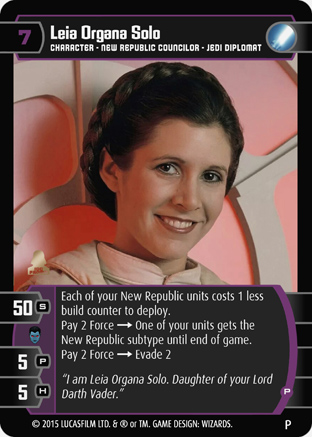 7
Leia Organa Solo
CHARACTER - NEW REPUBLIC COUNCILOR - JEDI DIPLOMAT
Each of your New Republic units costs 1 less
build counter to deploy.
Pay 2 Force → One of your units gets the
New Republic subtype until end of game.
Pay 2 Force → Evade 2
"I am Leia Organa Solo. Daughter of your Lord
Darth Vader."
50 S
5 P
5 H
P
© 2015 LUCASFILM LTD. & ® or TM. GAME DESIGN: WIZARDS.
P